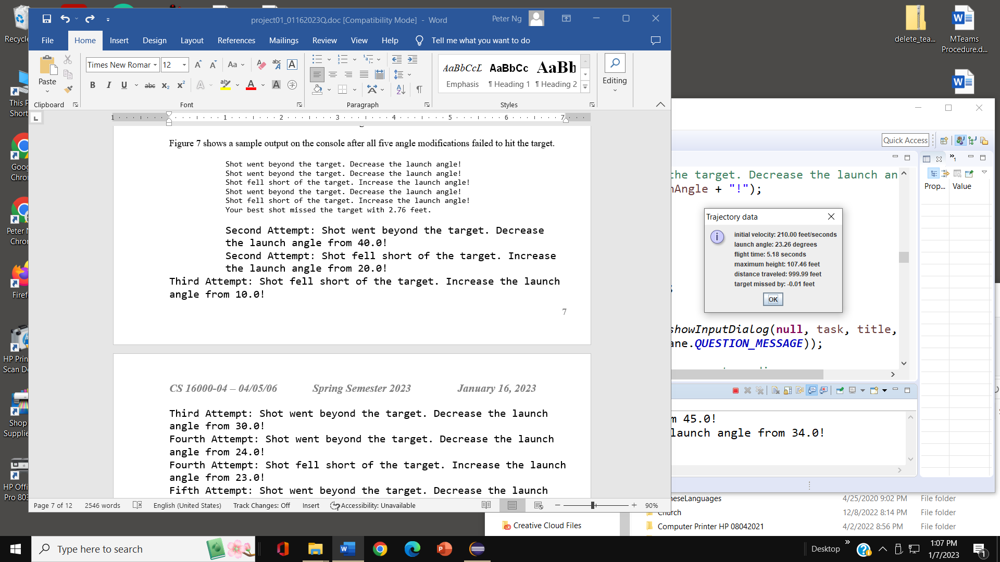 project01_01162023Q.doc [Compatibility Mode] - Word
Peter Ng
File Home Insert Design Layout References Mailings Review View Help Tell me what you want to do
Times New Romar 12
Paste
Emphasis ¶ Heading 1 ¶ Heading 2
AaBbCcL AaBbCc AaBb
Editing
Clipboard Font Paragraph Styles
1 1 2 3 4 5 6 7
Figure 7 shows a sample output on the console after all five angle modifications failed to hit the target.
Shot went beyond the target. Decrease the launch angle!
Shot went beyond the target. Decrease the launch angle!
Shot fell short of the target. Increase the launch angle!
Shot went beyond the target. Decrease the launch angle!
Shot fell short of the target. Increase the launch angle!
Your best shot missed the target with 2.76 feet.
Second Attempt: Shot went beyond the target. Decrease
the launch angle from 40.0!
Second Attempt: Shot fell short of the target. Increase
the launch angle from 20.0!
Third Attempt: Shot fell short of the target. Increase the launch
angle from 10.0!
7
CS 16000-04 – 04/05/06 Spring Semester 2023 January 16, 2023
Third Attempt: Shot went beyond the target. Decrease the launch
angle from 30.0!
Fourth Attempt: Shot went beyond the target. Decrease the launch
angle from 24.0!
Fourth Attempt: Shot fell short of the target. Increase the launch
angle from 23.0!
Fifth Attempt: Shot went beyond the target. Decrease the launch
Page 7 of 12 2546 words English (United States) Track Changes: Off Insert Accessibility: Unavailable 90%
Recycle
This P
Short
Goog
Chro
Peter N
Chron
Firef
HP Prin
Scan Do
Shop
Supplie
HP Offi
Pro 803
delete_tea...
MTeams
Procedure.d...
Quick Access
the target. Decrease the launch an
Angle + "!");
Prop... Value
Trajectory data
initial velocity: 210.00 feet/seconds
launch angle: 23.26 degrees
flight time: 5.18 seconds
maximum height: 107.46 feet
distance traveled: 999.99 feet
target missed by: -0.01 feet
OK
showInputDialog(null, task, title,
ane.QUESTION_MESSAGE));
m 45.0!
launch angle from 34.0!
neseLanguages 4/25/2020 9:02 PM File folder
Church 12/8/2022 8:14 PM File folder
Creative Cloud Files
Computer Printer HP 08042021 4/2/2022 8:56 PM File folder
Type here to search
Desktop
1:07 PM
1/7/2023
1